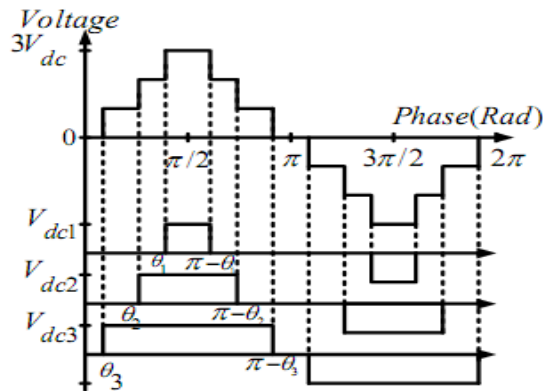 Voltage
3V_dc
Phase(Rad)
0
π/2
π
3π/2
2π
V_dc1
θ_1
π−θ
V_dc2
θ_2
π−θ_2
V_dc3
θ_3
π−θ_3